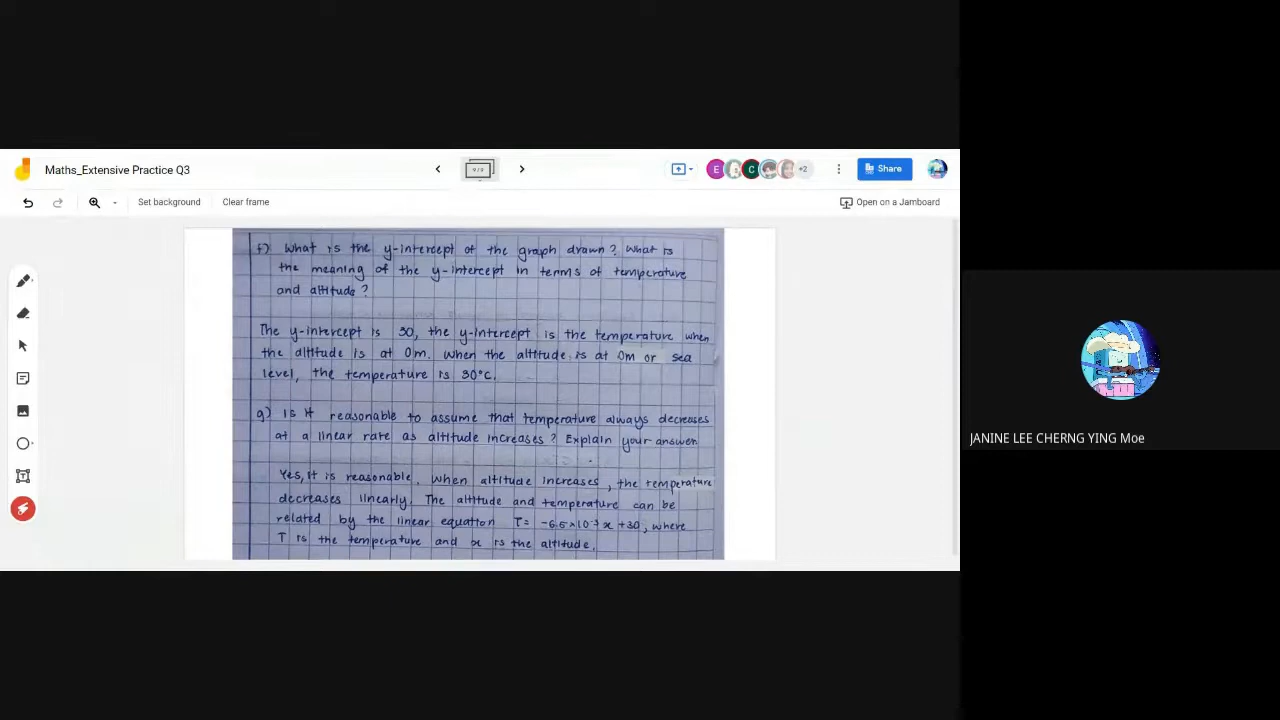 Maths_Extensive Practice Q3
9/9
E
C
+2
Share
Set background
Clear frame
Open on a Jamboard
f) What is the y-intercept of the graph drawn? What is
the meaning of the y-intercept in terms of temperature
and altitude?
The y-intercept is 30, the y-intercept is the temperature when
the altitude is at 0m. When the altitude is at 0m or sea
level, the temperature is 30°C.
g) Is it reasonable to assume that temperature always decreases
at a linear rate as altitude increases? Explain your answer
Yes, it is reasonable. When altitude increases, the temperature
decreases linearly. The altitude and temperature can be
related by the linear equation T= -6.5×10⁻³x +30, where
T is the temperature and x is the altitude.
JANINE LEE CHERNG YING Moe